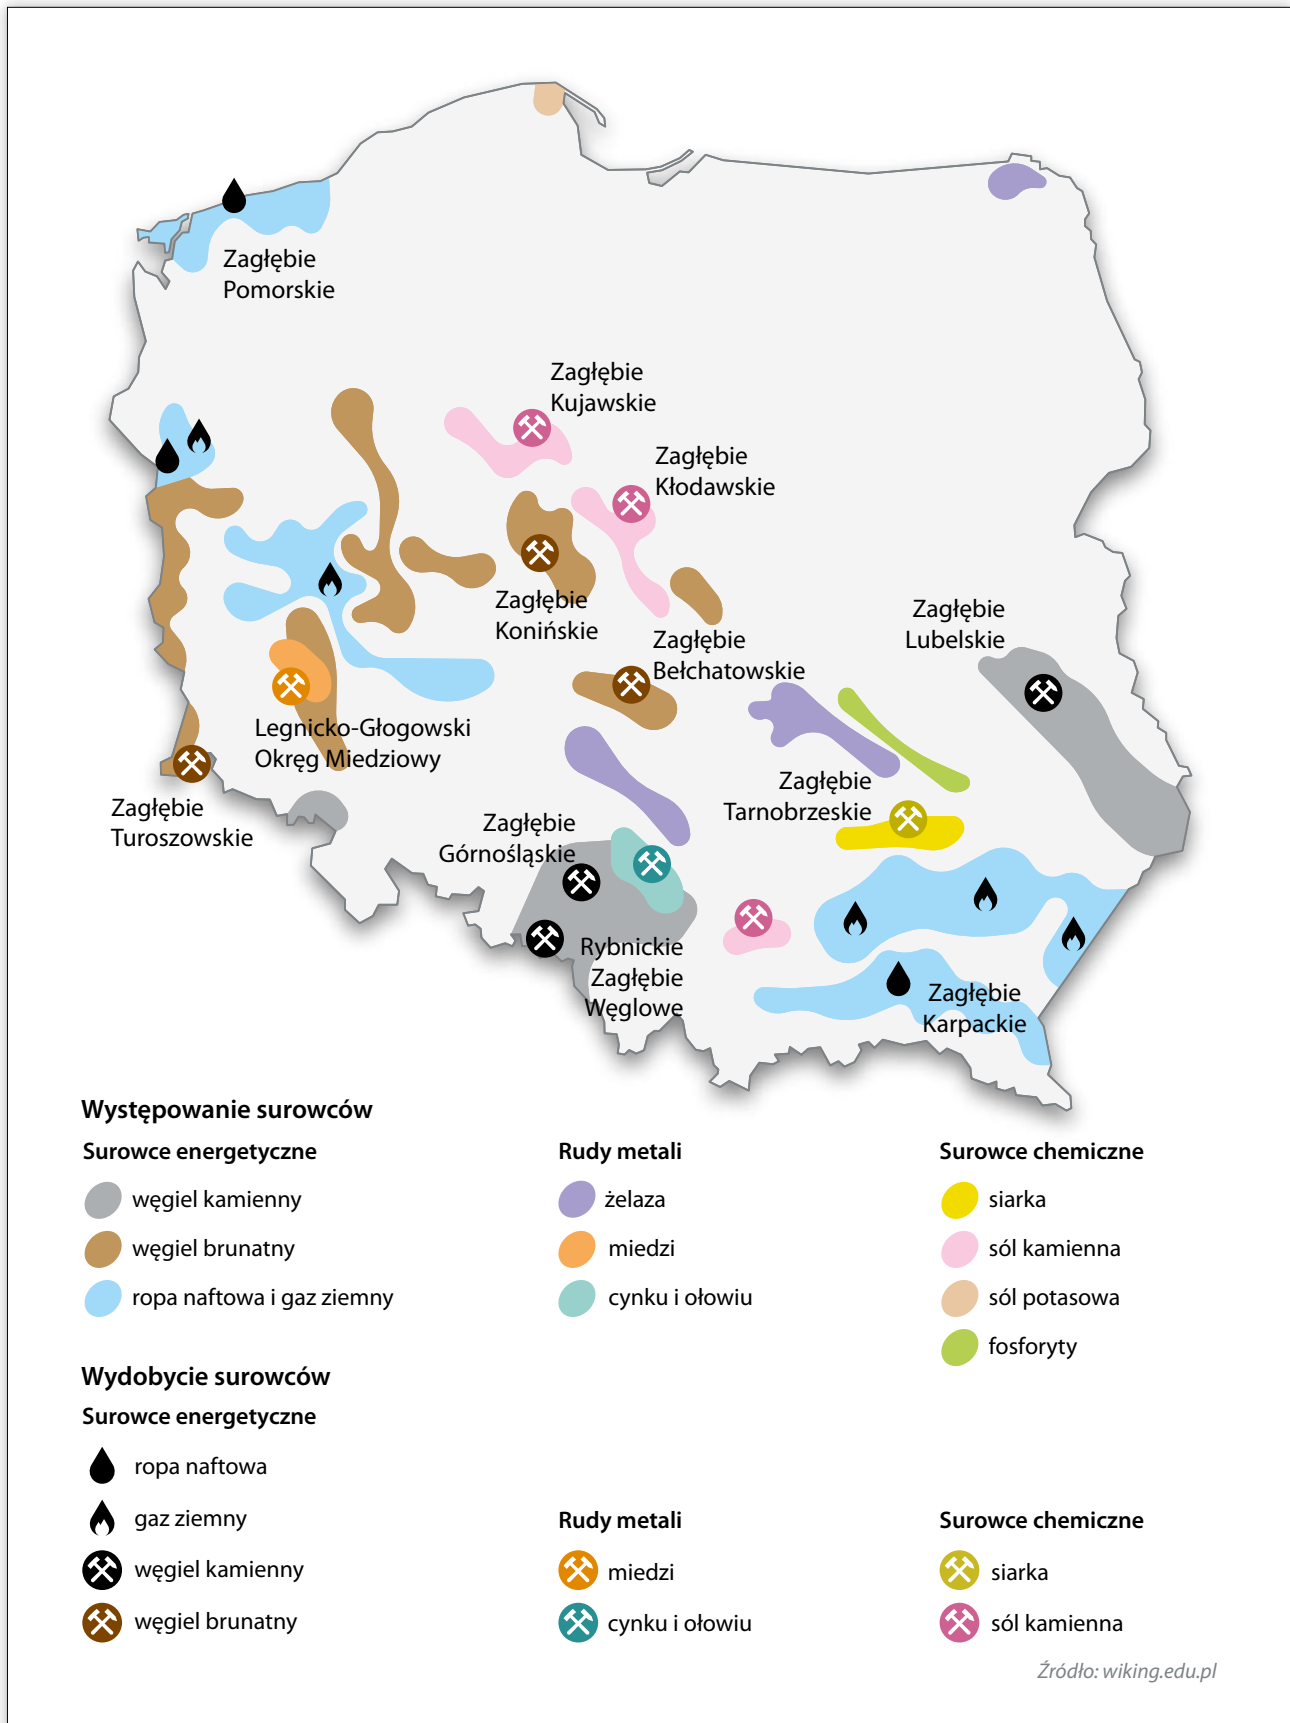 Zagłębie
Pomorskie
Zagłębie
Kujawskie
Zagłębie
Kłodawskie
Zagłębie
Konińskie
Zagłębie
Lubelskie
Zagłębie
Bełchatowskie
Legnicko-Głogowski
Okręg Miedziowy
Zagłębie
Tarnobrzeskie
Zagłębie
Turoszowskie
Zagłębie
Górnośląskie
Rybnickie
Zagłębie
Węglowe
Zagłębie
Karpackie
Występowanie surowców
Surowce energetyczne
węgiel kamienny
węgiel brunatny
ropa naftowa i gaz ziemny
Rudy metali
żelaza
miedzi
cynku i ołowiu
Surowce chemiczne
siarka
sól kamienna
sól potasowa
fosforyty
Wydobycie surowców
Surowce energetyczne
ropa naftowa
gaz ziemny
węgiel kamienny
węgiel brunatny
Rudy metali
miedzi
cynku i ołowiu
Surowce chemiczne
siarka
sól kamienna
Źródło: wiking.edu.pl